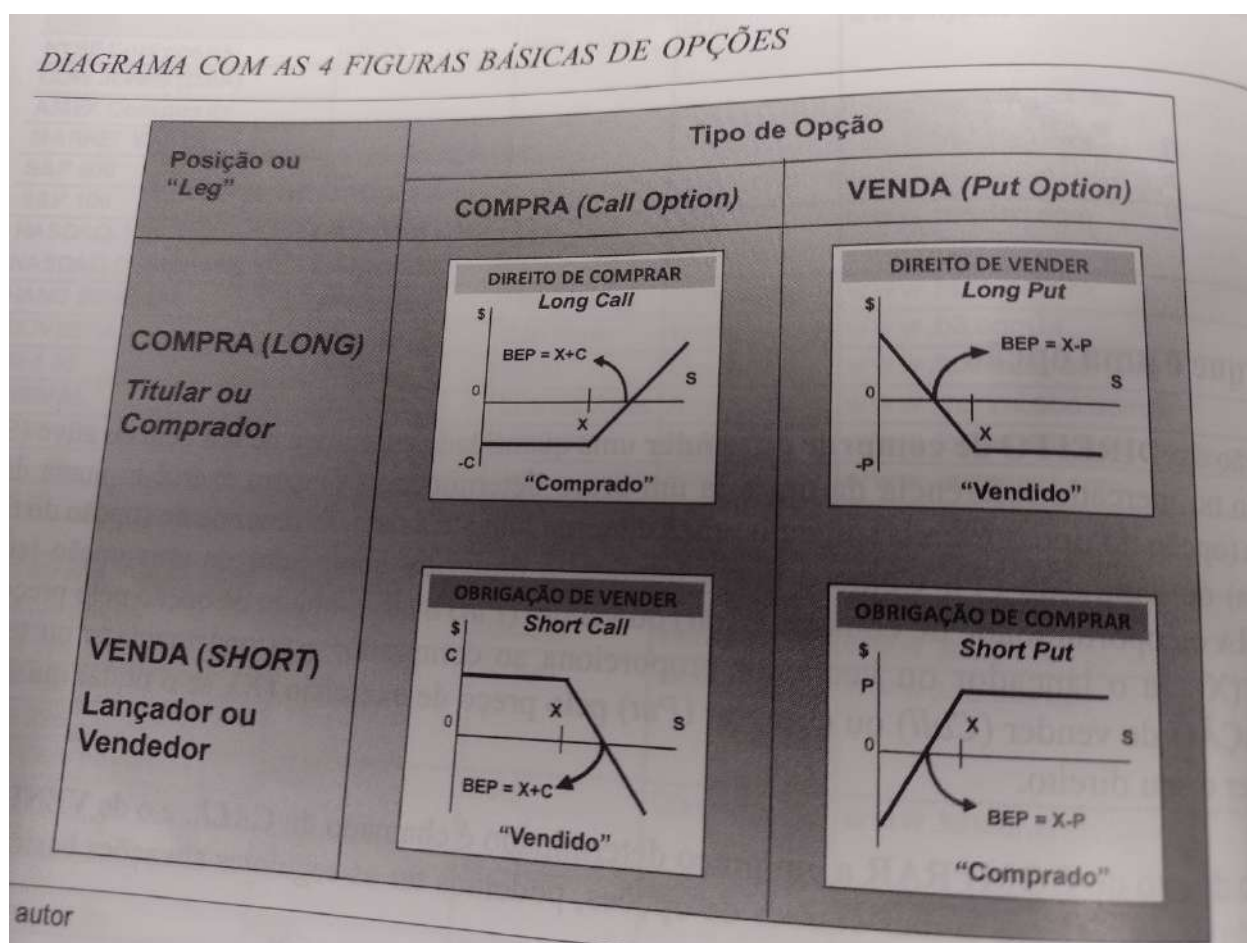 DIAGRAMA COM AS 4 FIGURAS BÁSICAS DE OPÇÕES
Posição ou
“Leg”
Tipo de Opção
COMPRA (Call Option)
VENDA (Put Option)
COMPRA (LONG)
Titular ou
Comprador
DIREITO DE COMPRAR
Long Call
$
BEP = X+C
S
0
X
-C
“Comprado”
DIREITO DE VENDER
Long Put
$
BEP = X-P
S
0
X
-P
“Vendido”
VENDA (SHORT)
Lançador ou
Vendedor
OBRIGAÇÃO DE VENDER
Short Call
$
C
X
0
S
BEP = X+C
“Vendido”
OBRIGAÇÃO DE COMPRAR
Short Put
$
P
X
0
S
BEP = X-P
“Comprado”
autor